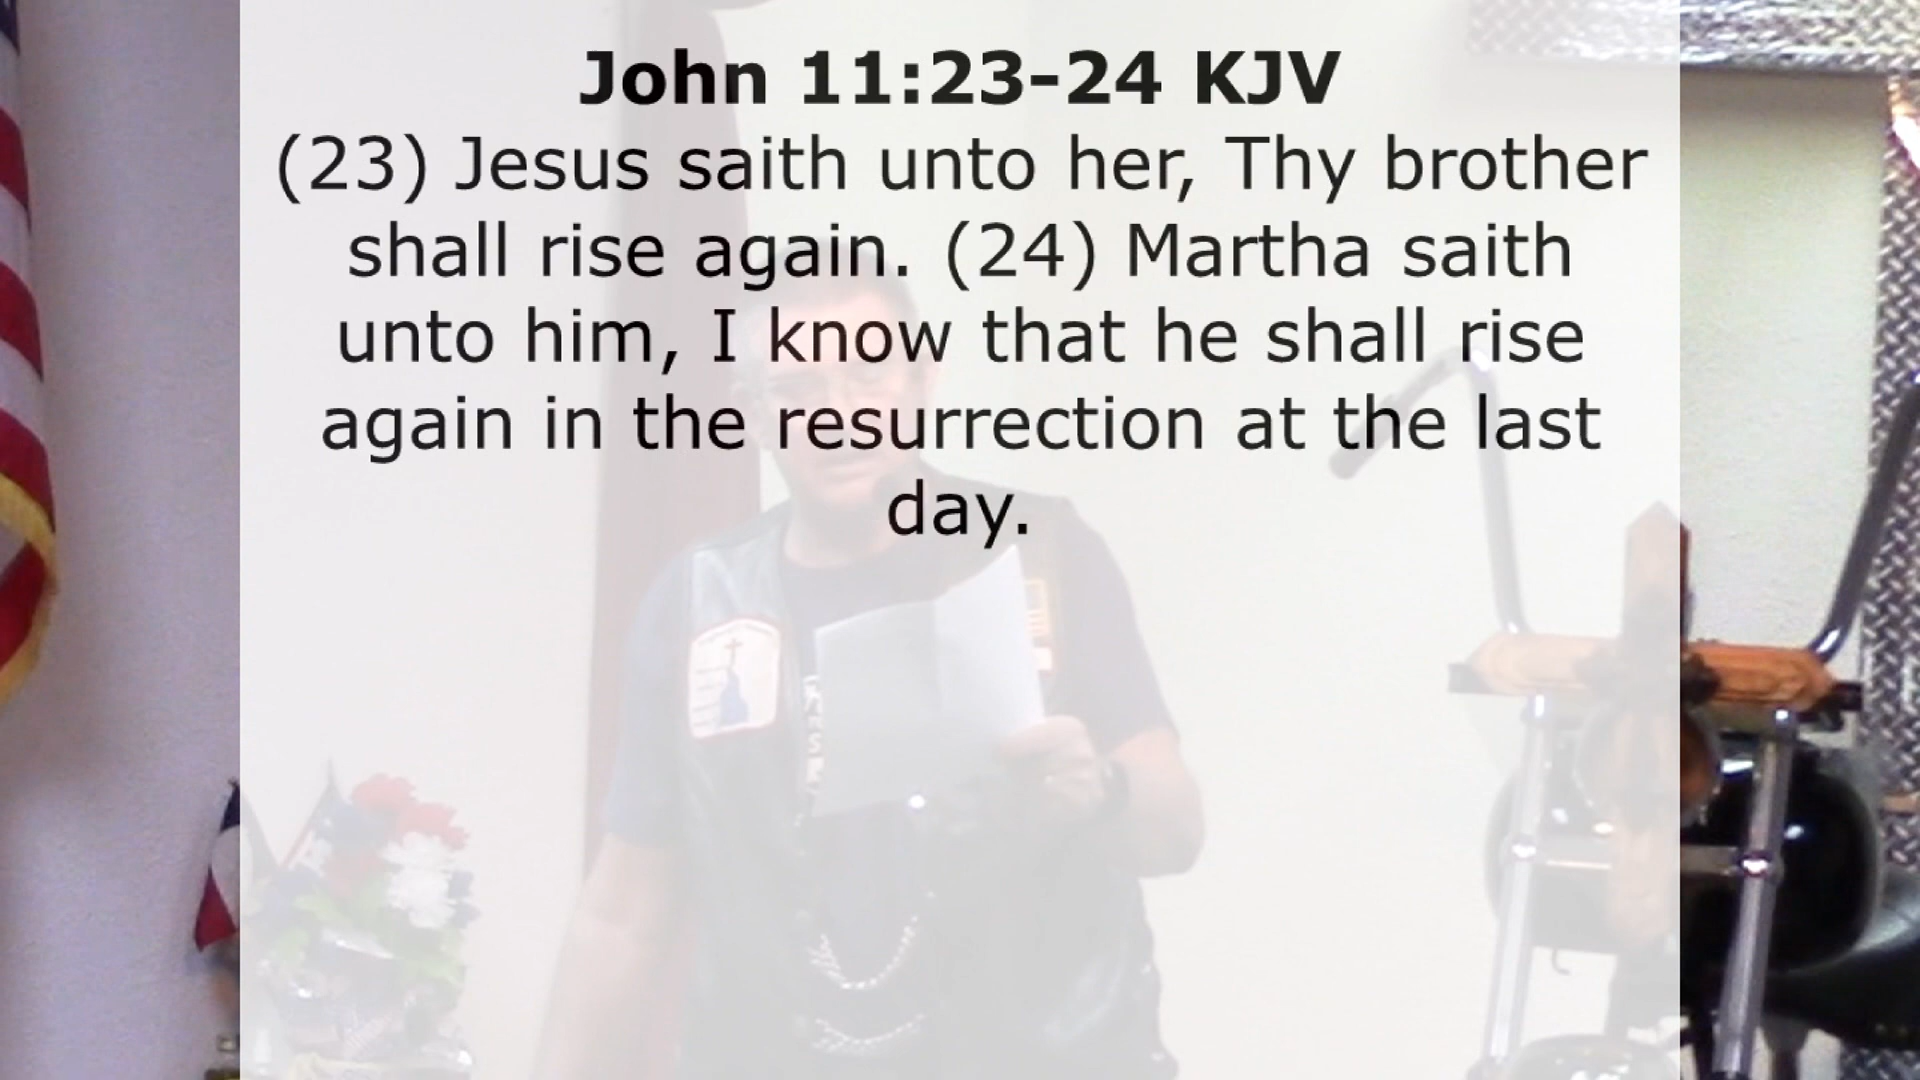 John 11:23-24 KJV
(23) Jesus saith unto her, Thy brother
shall rise again. (24) Martha saith
unto him, I know that he shall rise
again in the resurrection at the last
day.